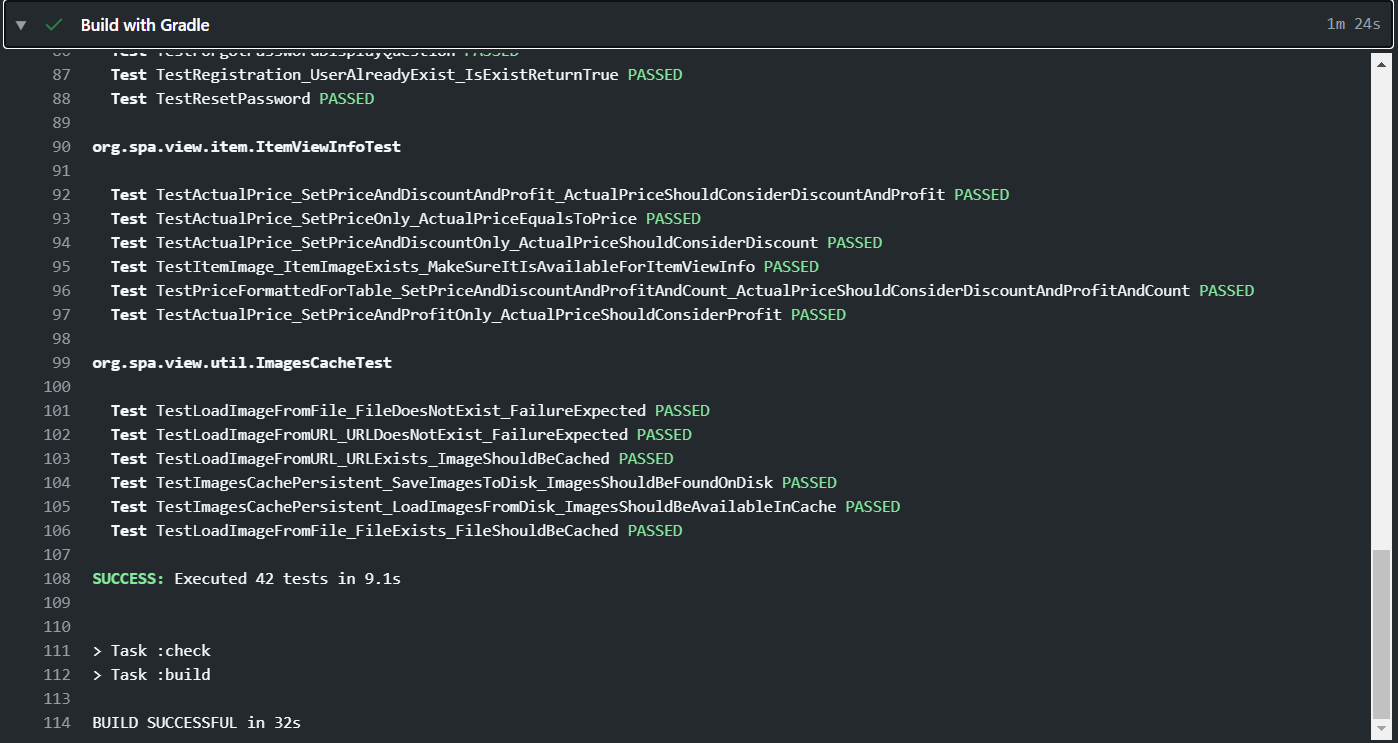 Build with Gradle 1m 24s
86 Test TestForgotPasswordDisplayQuestion PASSED
87 Test TestRegistration_UserAlreadyExist_IsExistReturnTrue PASSED
88 Test TestResetPassword PASSED
89
90 org.spa.view.item.ItemViewInfoTest
91
92 Test TestActualPrice_SetPriceAndDiscountAndProfit_ActualPriceShouldConsiderDiscountAndProfit PASSED
93 Test TestActualPrice_SetPriceOnly_ActualPriceEqualsToPrice PASSED
94 Test TestActualPrice_SetPriceAndDiscountOnly_ActualPriceShouldConsiderDiscount PASSED
95 Test TestItemImage_ItemImageExists_MakeSureItIsAvailableForItemViewInfo PASSED
96 Test TestPriceFormattedForTable_SetPriceAndDiscountAndProfitAndCount_ActualPriceShouldConsiderDiscountAndProfitAndCount PASSED
97 Test TestActualPrice_SetPriceAndProfitOnly_ActualPriceShouldConsiderProfit PASSED
98
99 org.spa.view.util.ImagesCacheTest
100
101 Test TestLoadImageFromFile_FileDoesNotExist_FailureExpected PASSED
102 Test TestLoadImageFromURL_URLDoesNotExist_FailureExpected PASSED
103 Test TestLoadImageFromURL_URLExists_ImageShouldBeCached PASSED
104 Test TestImagesCachePersistent_SaveImagesToDisk_ImagesShouldBeFoundOnDisk PASSED
105 Test TestImagesCachePersistent_LoadImagesFromDisk_ImagesShouldBeAvailableInCache PASSED
106 Test TestLoadImageFromFile_FileExists_FileShouldBeCached PASSED
107
108 SUCCESS: Executed 42 tests in 9.1s
109
110
111 > Task :check
112 > Task :build
113
114 BUILD SUCCESSFUL in 32s